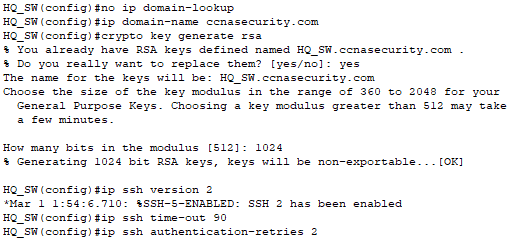 HQ_SW(config)#no ip domain-lookup
HQ_SW(config)#ip domain-name ccnasecurity.com
HQ_SW(config)#crypto key generate rsa
% You already have RSA keys defined named HQ_SW.ccnasecurity.com .
% Do you really want to replace them? [yes/no]: yes
The name for the keys will be: HQ_SW.ccnasecurity.com
Choose the size of the key modulus in the range of 360 to 2048 for your
General Purpose Keys. Choosing a key modulus greater than 512 may take
a few minutes.
How many bits in the modulus [512]: 1024
% Generating 1024 bit RSA keys, keys will be non-exportable...[OK]
HQ_SW(config)#ip ssh version 2
*Mar 1 1:54:6.710: %SSH-5-ENABLED: SSH 2 has been enabled
HQ_SW(config)#ip ssh time-out 90
HQ_SW(config)#ip ssh authentication-retries 2